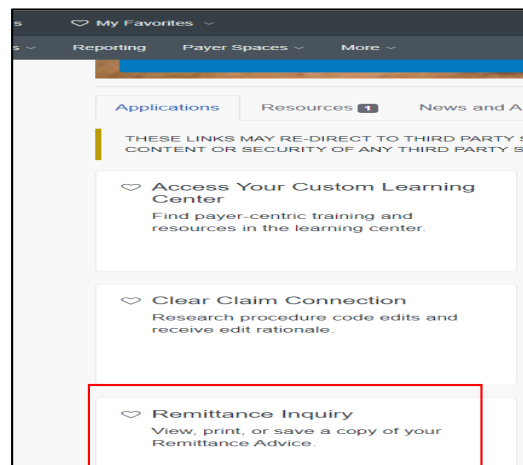 s My Favorites
s Reporting Payer Spaces More
Applications Resources 1 News and A
THESE LINKS MAY RE-DIRECT TO THIRD PARTY S
CONTENT OR SECURITY OF ANY THIRD PARTY S
Access Your Custom Learning
Center
Find payer-centric training and
resources in the learning center.
Clear Claim Connection
Research procedure code edits and
receive edit rationale.
Remittance Inquiry
View, print, or save a copy of your
Remittance Advice.